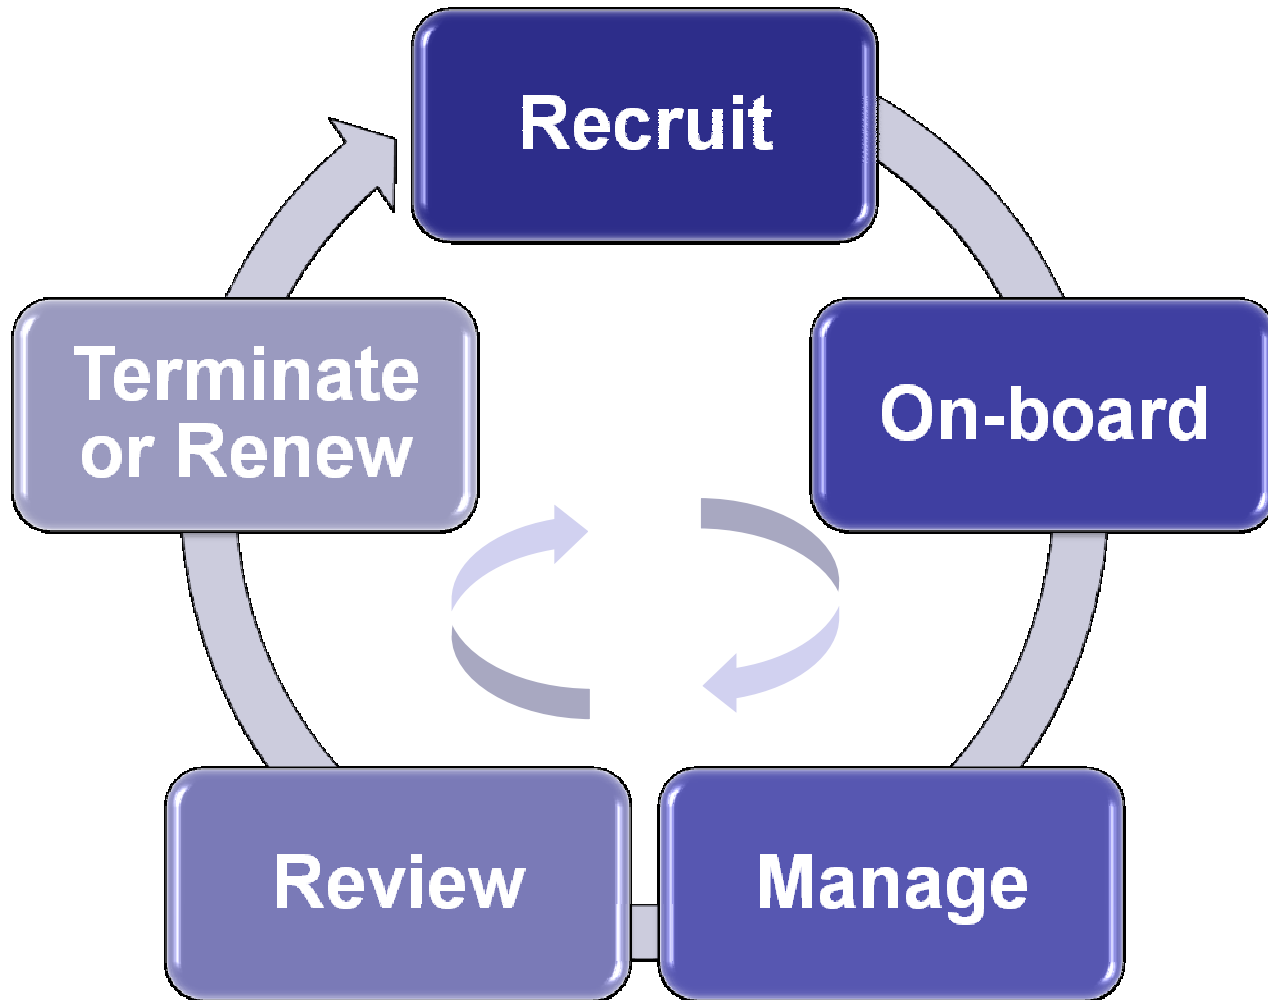 Recruit
On-board
Manage
Review
Terminate
or Renew